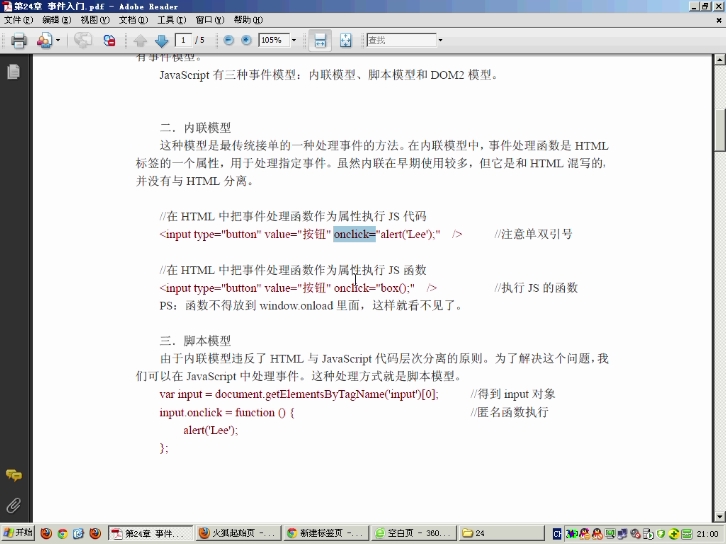 第24章 事件入门.pdf - Adobe Reader
文件(F) 编辑(E) 视图(V) 文档(D) 工具(T) 窗口(W) 帮助(H)
1 / 5 105% 查找
有事件模型。
JavaScript 有三种事件模型：内联模型、脚本模型和 DOM2 模型。
二．内联模型
这种模型是最传统接单的一种处理事件的方法。在内联模型中，事件处理函数是 HTML
标签的一个属性，用于处理指定事件。虽然内联在早期使用较多，但它是和 HTML 混写的，
并没有与 HTML 分离。
//在 HTML 中把事件处理函数作为属性执行 JS 代码
<input type="button" value="按钮" onclick="alert('Lee');" /> //注意单双引号
//在 HTML 中把事件处理函数作为属性执行 JS 函数
<input type="button" value="按钮" onclick="box();" /> //执行 JS 的函数
PS：函数不得放到 window.onload 里面，这样就看不见了。
三．脚本模型
由于内联模型违反了 HTML 与 JavaScript 代码层次分离的原则。为了解决这个问题，我
们可以在 JavaScript 中处理事件。这种处理方式就是脚本模型。
var input = document.getElementsByTagName('input')[0]; //得到 input 对象
input.onclick = function () { //匿名函数执行
alert('Lee');
};
开始 第24章 事件... 火狐起始页 -... 新建标签页 -... 空白页 - 360... 24 21:00